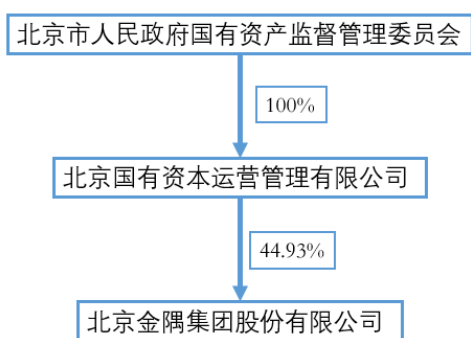 北京市人民政府国有资产监督管理委员会
100%
北京国有资本运营管理有限公司
44.93%
北京金隅集团股份有限公司